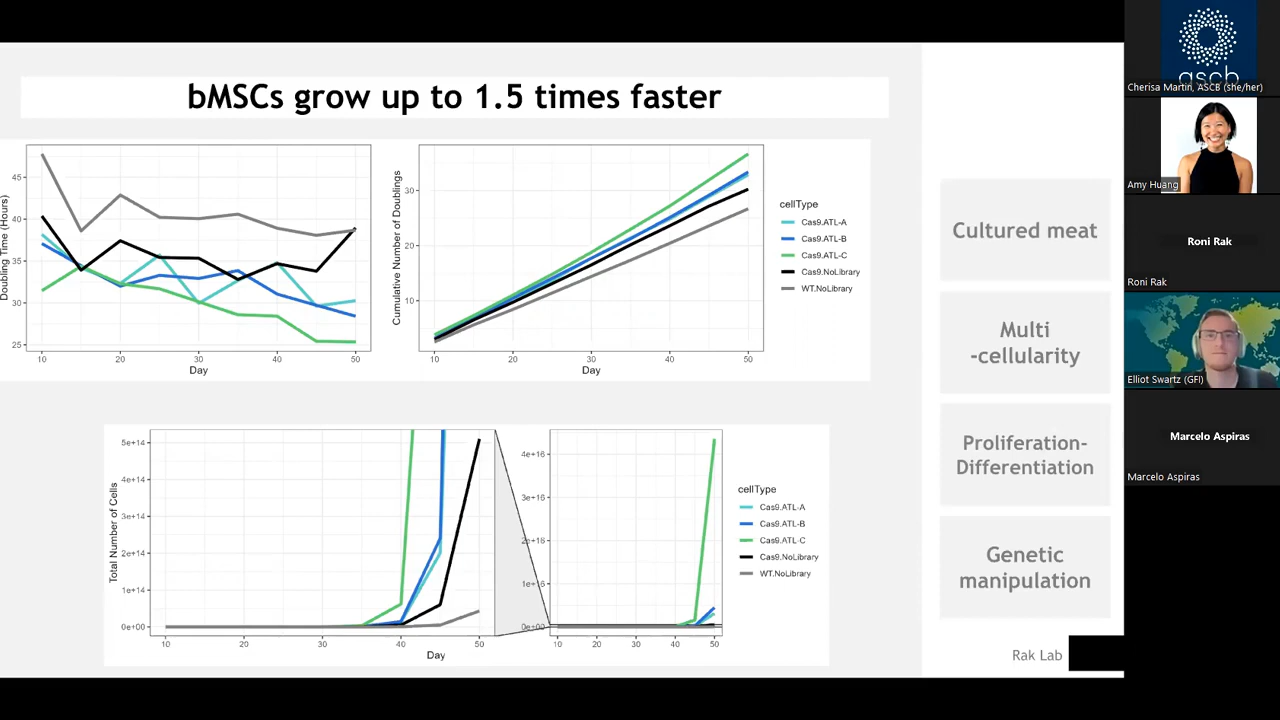 bMSCs grow up to 1.5 times faster
Doubling Time (Hours)
45
40
35
30
25
10
20
30
40
50
Day
Cumulative Number of Doublings
30
20
10
10
20
30
40
50
Day
cellType
Cas9.ATL-A
Cas9.ATL-B
Cas9.ATL-C
Cas9.NoLibrary
WT.NoLibrary
Total Number of Cells
5e+14
4e+14
3e+14
2e+14
1e+14
0e+00
10
20
30
40
50
Day
4e+16
3e+16
2e+16
1e+16
0e+00
10
20
30
40
50
cellType
Cas9.ATL-A
Cas9.ATL-B
Cas9.ATL-C
Cas9.NoLibrary
WT.NoLibrary
Cultured meat
Multi
-cellularity
Proliferation-
Differentiation
Genetic
manipulation
Rak Lab
ascb
Cherisa Martin, ASCB (she/her)
Amy Huang
Roni Rak
Roni Rak
Elliot Swartz (GFI)
Marcelo Aspiras
Marcelo Aspiras